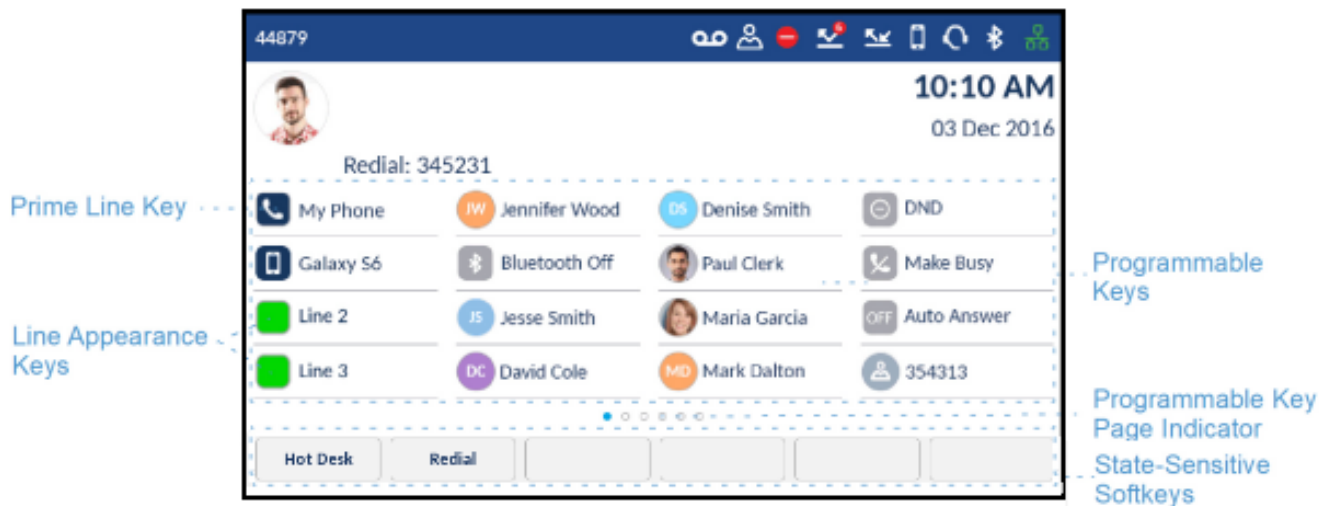 44879
6
10:10 AM
03 Dec 2016
Redial: 345231
Prime Line Key
My Phone
JW Jennifer Wood
DS Denise Smith
DND
Galaxy S6
Bluetooth Off
Paul Clerk
Make Busy
Programmable
Keys
Line Appearance
Keys
Line 2
JS Jesse Smith
Maria Garcia
OFF Auto Answer
Line 3
DC David Cole
MD Mark Dalton
354313
Programmable Key
Page Indicator
Hot Desk
Redial
State-Sensitive
Softkeys